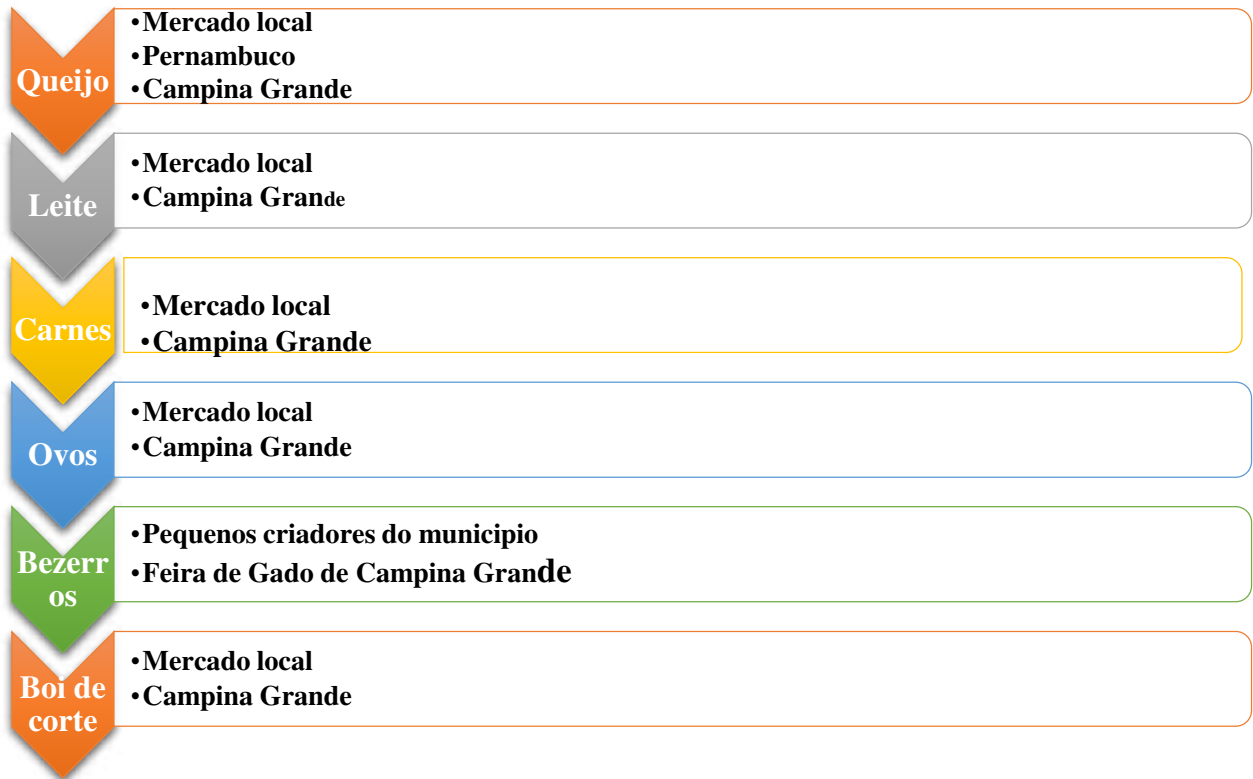 Queijo
•Mercado local
•Pernambuco
•Campina Grande
Leite
•Mercado local
•Campina Grande
Carnes
•Mercado local
•Campina Grande
Ovos
•Mercado local
•Campina Grande
Bezerr
os
•Pequenos criadores do municipio
•Feira de Gado de Campina Grande
Boi de
corte
•Mercado local
•Campina Grande